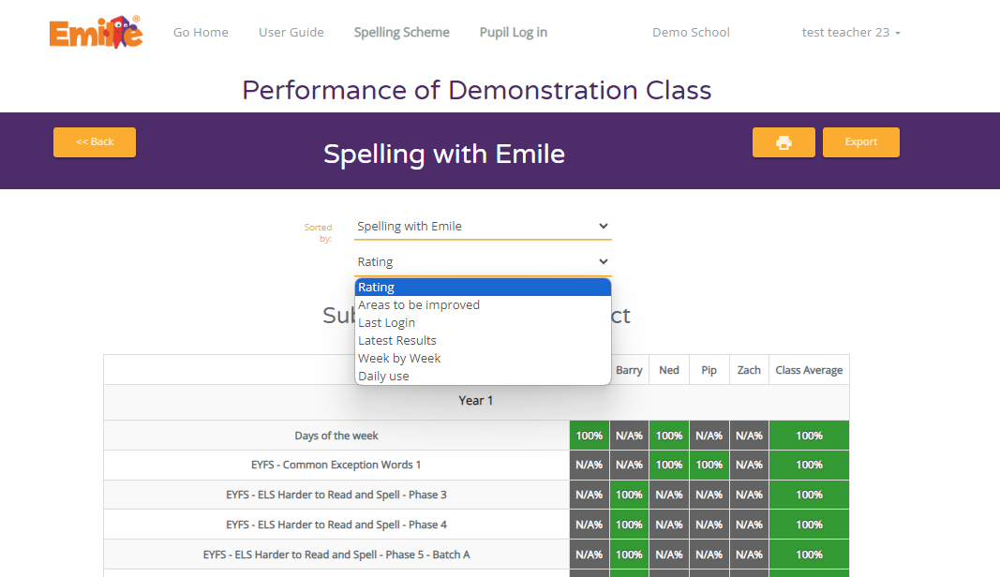 Emile®
Go Home
User Guide
Spelling Scheme
Pupil Log in
Demo School
test teacher 23
Performance of Demonstration Class
<< Back
Spelling with Emile
Export
Sorted
by:
Spelling with Emile
Rating
Rating
Areas to be improved
Last Login
Latest Results
Week by Week
Daily use
Su
ct
Barry Ned Pip Zach Class Average
Year 1
Days of the week 100% N/A% 100% N/A% N/A% 100%
EYFS - Common Exception Words 1 N/A% N/A% 100% 100% N/A% 100%
EYFS - ELS Harder to Read and Spell - Phase 3 N/A% 100% N/A% N/A% N/A% 100%
EYFS - ELS Harder to Read and Spell - Phase 4 N/A% 100% N/A% N/A% N/A% 100%
EYFS - ELS Harder to Read and Spell - Phase 5 - Batch A N/A% 100% N/A% N/A% N/A% 100%